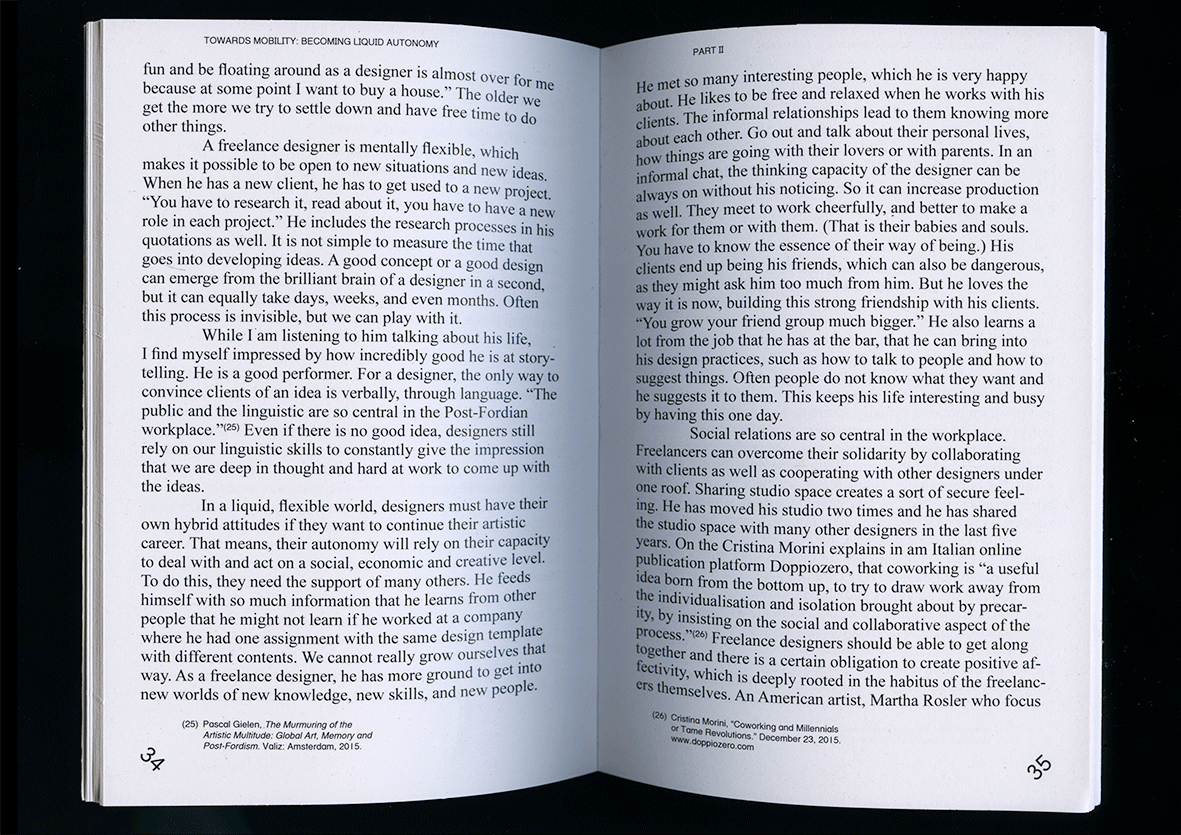 TOWARDS MOBILITY: BECOMING LIQUID AUTONOMY
fun and be floating around as a designer is almost over for me
because at some point I want to buy a house.” The older we
get the more we try to settle down and have free time to do
other things.
A freelance designer is mentally flexible, which
makes it possible to be open to new situations and new ideas.
When he has a new client, he has to get used to a new project.
“You have to research it, read about it, you have to have a new
role in each project.” He includes the research processes in his
quotations as well. It is not simple to measure the time that
goes into developing ideas. A good concept or a good design
can emerge from the brilliant brain of a designer in a second,
but it can equally take days, weeks, and even months. Often
this process is invisible, but we can play with it.
While I am listening to him talking about his life,
I find myself impressed by how incredibly good he is at story-
telling. He is a good performer. For a designer, the only way to
convince clients of an idea is verbally, through language. “The
public and the linguistic are so central in the Post-Fordian
workplace.”(25) Even if there is no good idea, designers still
rely on our linguistic skills to constantly give the impression
that we are deep in thought and hard at work to come up with
the ideas.
In a liquid, flexible world, designers must have their
own hybrid attitudes if they want to continue their artistic
career. That means, their autonomy will rely on their capacity
to deal with and act on a social, economic and creative level.
To do this, they need the support of many others. He feeds
himself with so much information that he learns from other
people that he might not learn if he worked at a company
where he had one assignment with the same design template
with different contents. We cannot really grow ourselves that
way. As a freelance designer, he has more ground to get into
new worlds of new knowledge, new skills, and new people.
(25) Pascal Gielen, The Murmuring of the
Artistic Multitude: Global Art, Memory and
Post-Fordism. Valiz: Amsterdam, 2015.
34
PART II
He met so many interesting people, which he is very happy
about. He likes to be free and relaxed when he works with his
clients. The informal relationships lead to them knowing more
about each other. Go out and talk about their personal lives,
how things are going with their lovers or with parents. In an
informal chat, the thinking capacity of the designer can be
always on without his noticing. So it can increase production
as well. They meet to work cheerfully, and better to make a
work for them or with them. (That is their babies and souls.
You have to know the essence of their way of being.) His
clients end up being his friends, which can also be dangerous,
as they might ask him too much from him. But he loves the
way it is now, building this strong friendship with his clients.
“You grow your friend group much bigger.” He also learns a
lot from the job that he has at the bar, that he can bring into
his design practices, such as how to talk to people and how to
suggest things. Often people do not know what they want and
he suggests it to them. This keeps his life interesting and busy
by having this one day.
Social relations are so central in the workplace.
Freelancers can overcome their solidarity by collaborating
with clients as well as cooperating with other designers under
one roof. Sharing studio space creates a sort of secure feel-
ing. He has moved his studio two times and he has shared
the studio space with many other designers in the last five
years. On the Cristina Morini explains in am Italian online
publication platform Doppiozero, that coworking is “a useful
idea born from the bottom up, to try to draw work away from
the individualisation and isolation brought about by precar-
ity, by insisting on the social and collaborative aspect of the
process.”(26) Freelance designers should be able to get along
together and there is a certain obligation to create positive af-
fectivity, which is deeply rooted in the habitus of the freelanc-
ers themselves. An American artist, Martha Rosler who focus
(26) Cristina Morini, “Coworking and Millennials
or Tame Revolutions.” December 23, 2015.
www.doppiozero.com
35